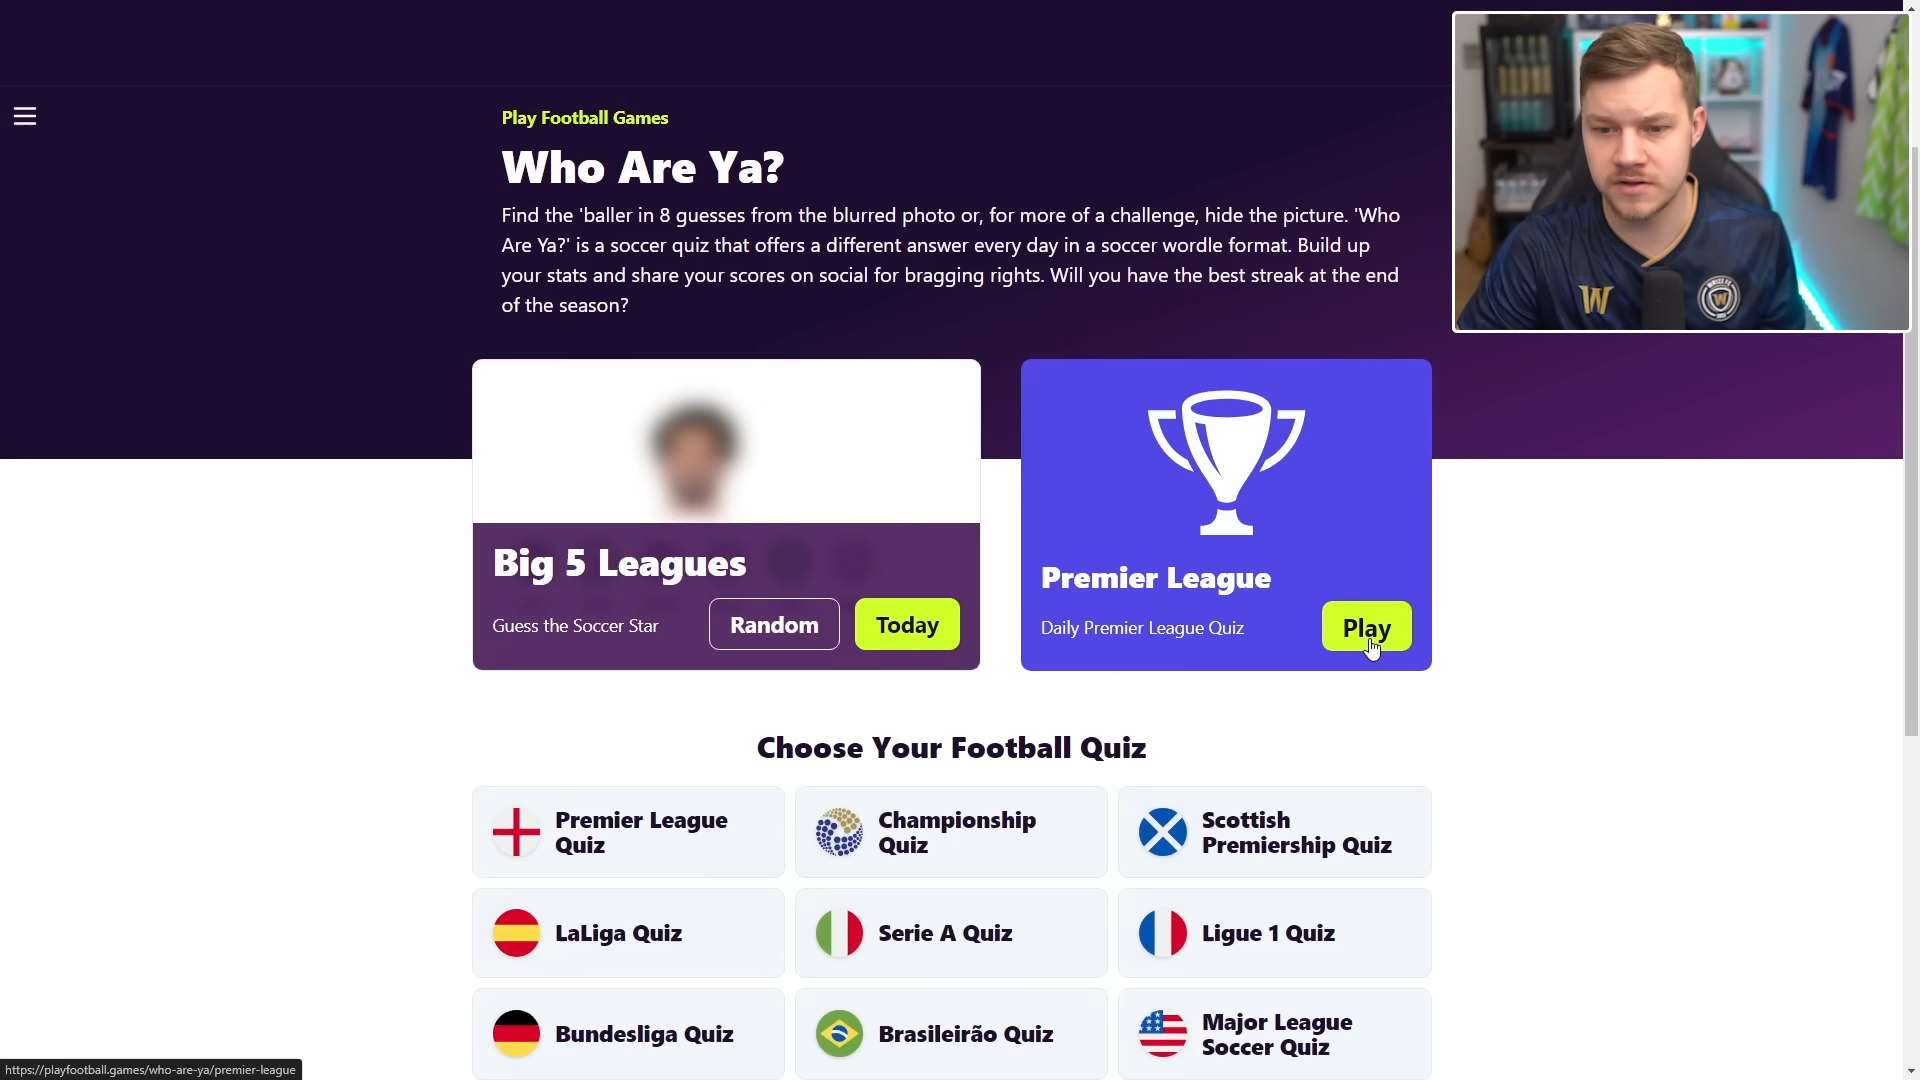 Play Football Games
Who Are Ya?
Find the 'baller in 8 guesses from the blurred photo or, for more of a challenge, hide the picture. 'Who
Are Ya?' is a soccer quiz that offers a different answer every day in a soccer wordle format. Build up
your stats and share your scores on social for bragging rights. Will you have the best streak at the end
of the season?
Big 5 Leagues
Guess the Soccer Star
Random
Today
Premier League
Daily Premier League Quiz
Play
Choose Your Football Quiz
Premier League
Quiz
Championship
Quiz
Scottish
Premiership Quiz
LaLiga Quiz
Serie A Quiz
Ligue 1 Quiz
Bundesliga Quiz
Brasileirão Quiz
Major League
Soccer Quiz
https://playfootball.games/who-are-ya/premier-league
W
W